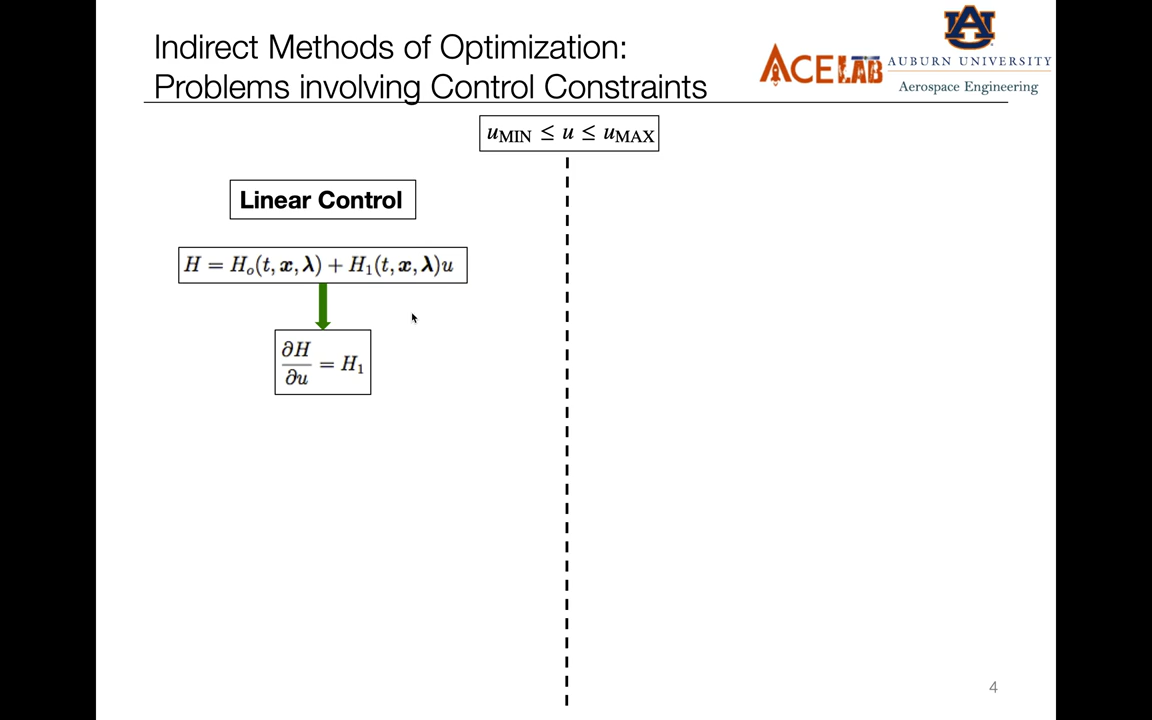 Indirect Methods of Optimization:
Problems involving Control Constraints
ACE LAB
AUBURN UNIVERSITY
Aerospace Engineering
u_MIN ≤ u ≤ u_MAX
Linear Control
H = H_o(t, x, λ) + H_1(t, x, λ)u
∂H/∂u = H_1
4